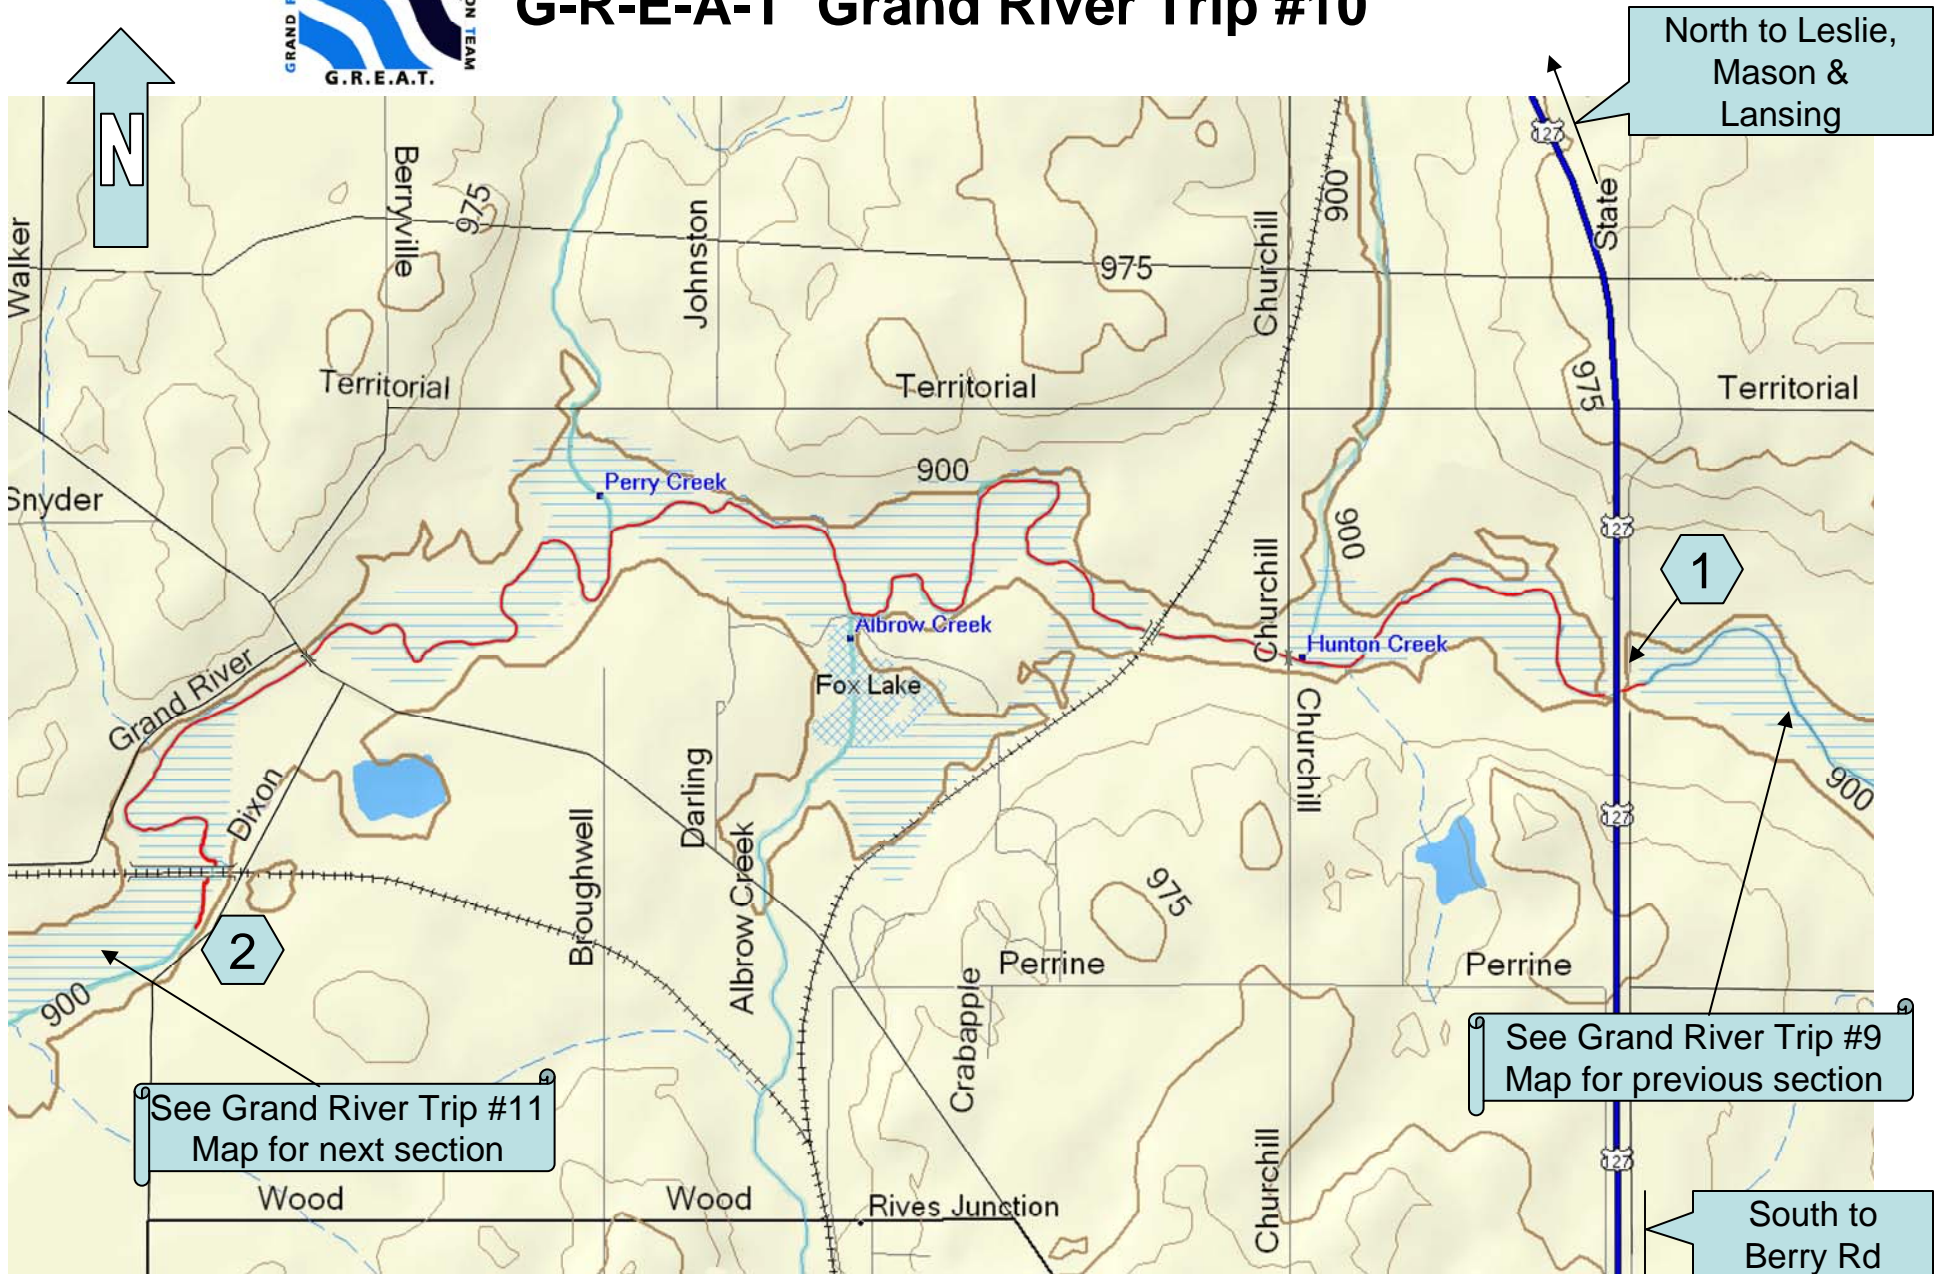 G-R-E-A-T Grand River Trip #10
GRAND
ON TEAM
G.R.E.A.T.
N
North to Leslie,
Mason &
Lansing
127
State
Walker
Berryville
975
Johnston
975
Churchill
900
Territorial
Territorial
975
Territorial
Snyder
Perry Creek
900
900
Churchill
127
1
Albrow Creek
Hunton Creek
Grand River
Fox Lake
Churchill
Dixon
Darling
127
900
Broughwell
Albrow Creek
975
2
Perrine
Perrine
900
Crabapple
See Grand River Trip #9
Map for previous section
See Grand River Trip #11
Map for next section
Churchill
127
Wood
Wood
Rives Junction
South to
Berry Rd